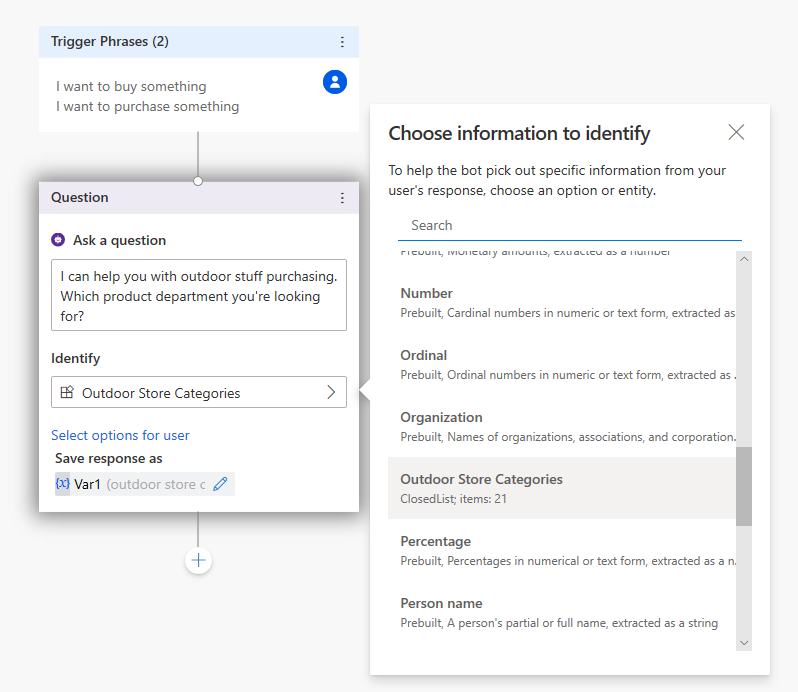 Trigger Phrases (2)
I want to buy something
I want to purchase something
Question
Ask a question
I can help you with outdoor stuff purchasing.
Which product department you're looking
for?
Identify
Outdoor Store Categories
Select options for user
Save response as
{x} Var1 (outdoor store c
Choose information to identify
To help the bot pick out specific information from your
user's response, choose an option or entity.
Search
Prebuilt, Monetary amounts, extracted as a number
Number
Prebuilt, Cardinal numbers in numeric or text form, extracted as
Ordinal
Prebuilt, Ordinal numbers in numeric or text form, extracted as .
Organization
Prebuilt, Names of organizations, associations, and corporation.
Outdoor Store Categories
ClosedList; items: 21
Percentage
Prebuilt, Percentages in numerical or text form, extracted as a n.
Person name
Prebuilt, A person's partial or full name, extracted as a string